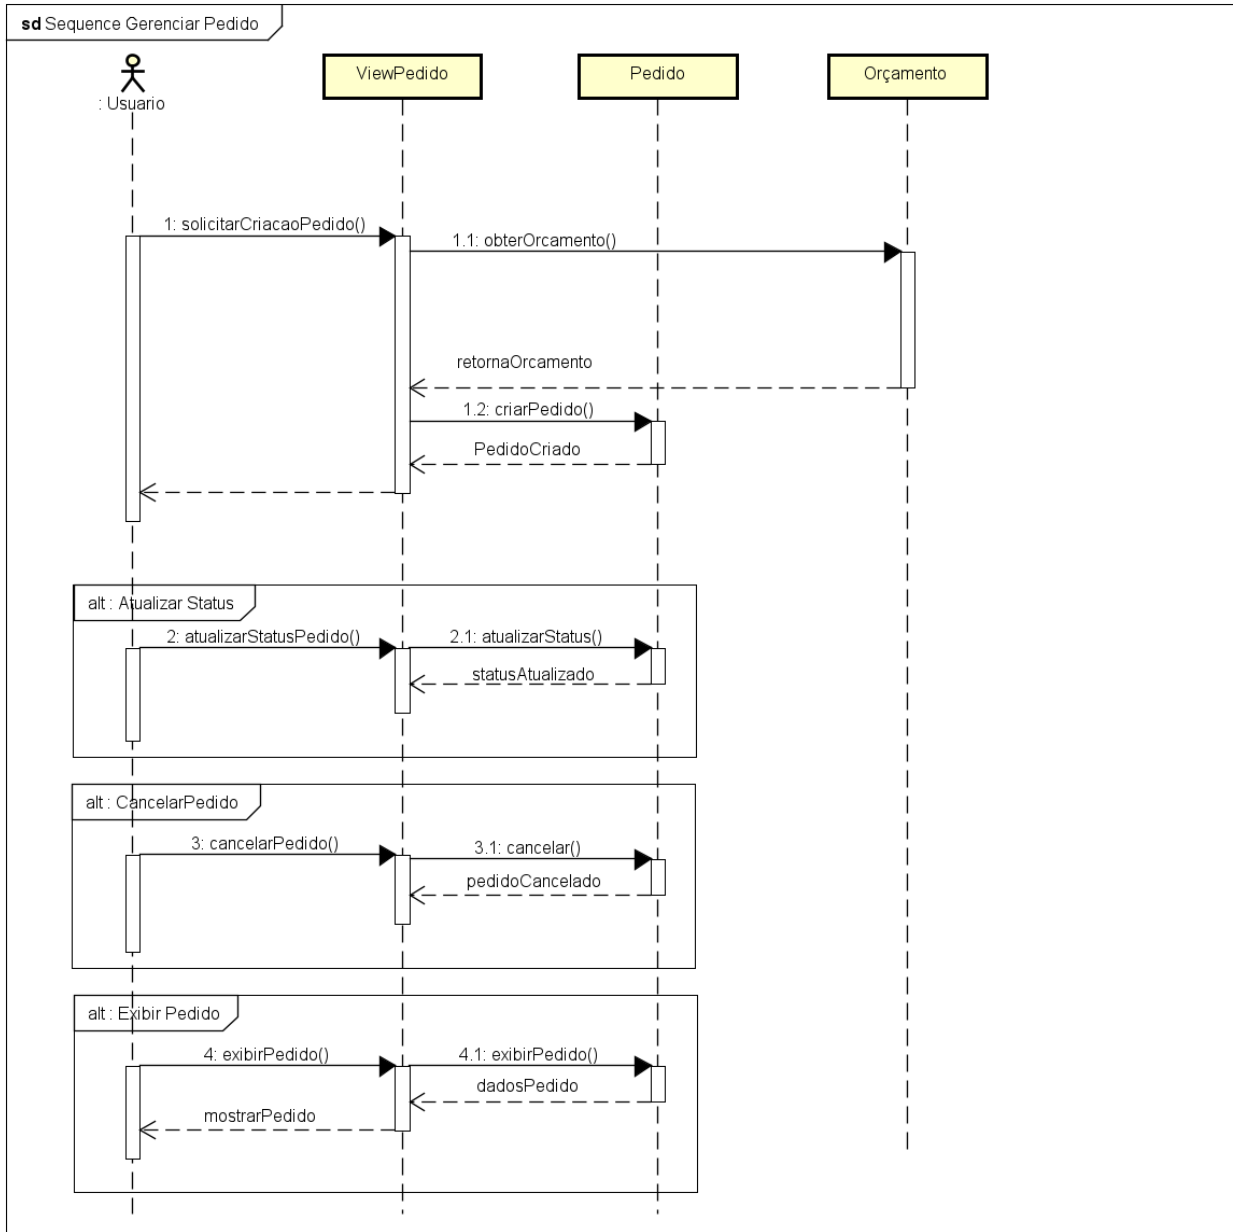 sd Sequence Gerenciar Pedido
: Usuario
ViewPedido
Pedido
Orçamento
1: solicitarCriacaoPedido()
1.1: obterOrcamento()
retornaOrcamento
1.2: criarPedido()
PedidoCriado
alt : Atualizar Status
2: atualizarStatusPedido()
2.1: atualizarStatus()
statusAtualizado
alt : CancelarPedido
3: cancelarPedido()
3.1: cancelar()
pedidoCancelado
alt : Exibir Pedido
4: exibirPedido()
4.1: exibirPedido()
dadosPedido
mostrarPedido